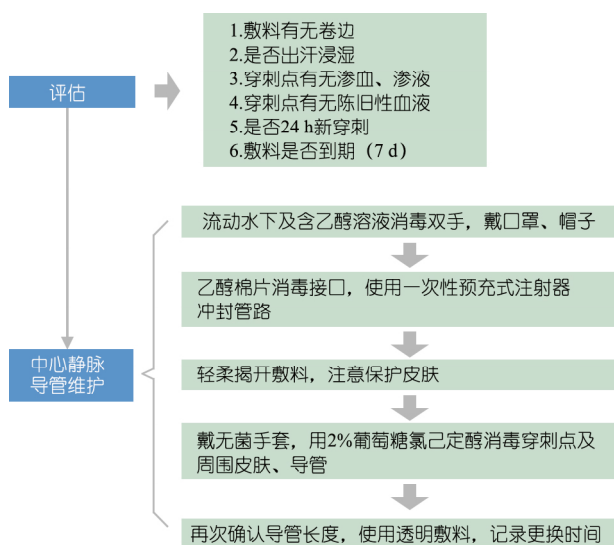 评估
1.敷料有无卷边
2.是否出汗浸湿
3.穿刺点有无渗血、渗液
4.穿刺点有无陈旧性血液
5.是否24 h新穿刺
6.敷料是否到期（7 d）
中心静脉
导管维护
流动水下及含乙醇溶液消毒双手，戴口罩、帽子
乙醇棉片消毒接口，使用一次性预充式注射器
冲封管路
轻柔揭开敷料，注意保护皮肤
戴无菌手套，用2%葡萄糖氯己定醇消毒穿刺点及
周围皮肤、导管
再次确认导管长度，使用透明敷料，记录更换时间